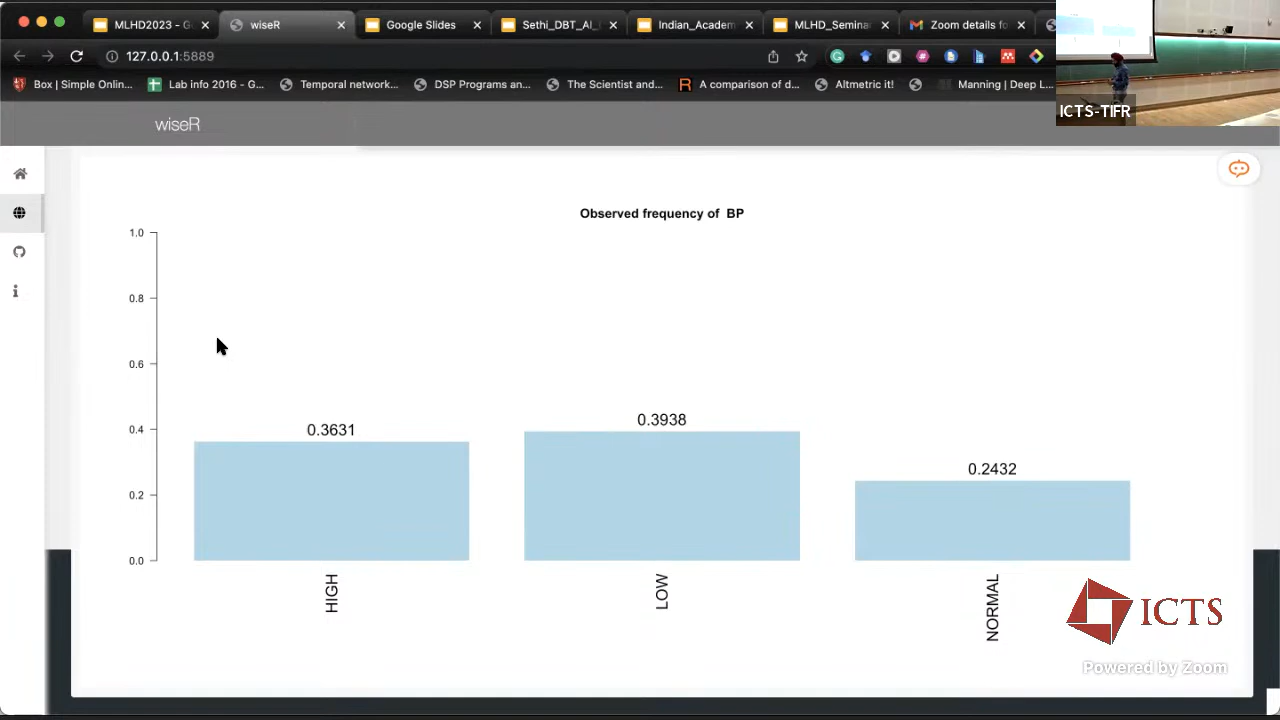 MLHD2023 - G
wiseR
Google Slides
Sethi_DBT_AI_
Indian_Academ
MLHD_Semina
Zoom details fo
127.0.0.1:5889
Box | Simple Onlin...
Lab info 2016 - G...
Temporal network...
DSP Programs an...
The Scientist and...
A comparison of d...
Altmetric it!
Manning | Deep L...
ICTS-TIFR
wiseR
Observed frequency of BP
1.0
0.8
0.6
0.4
0.2
0.0
0.3631
0.3938
0.2432
HIGH
LOW
NORMAL
ICTS
Powered by Zoom